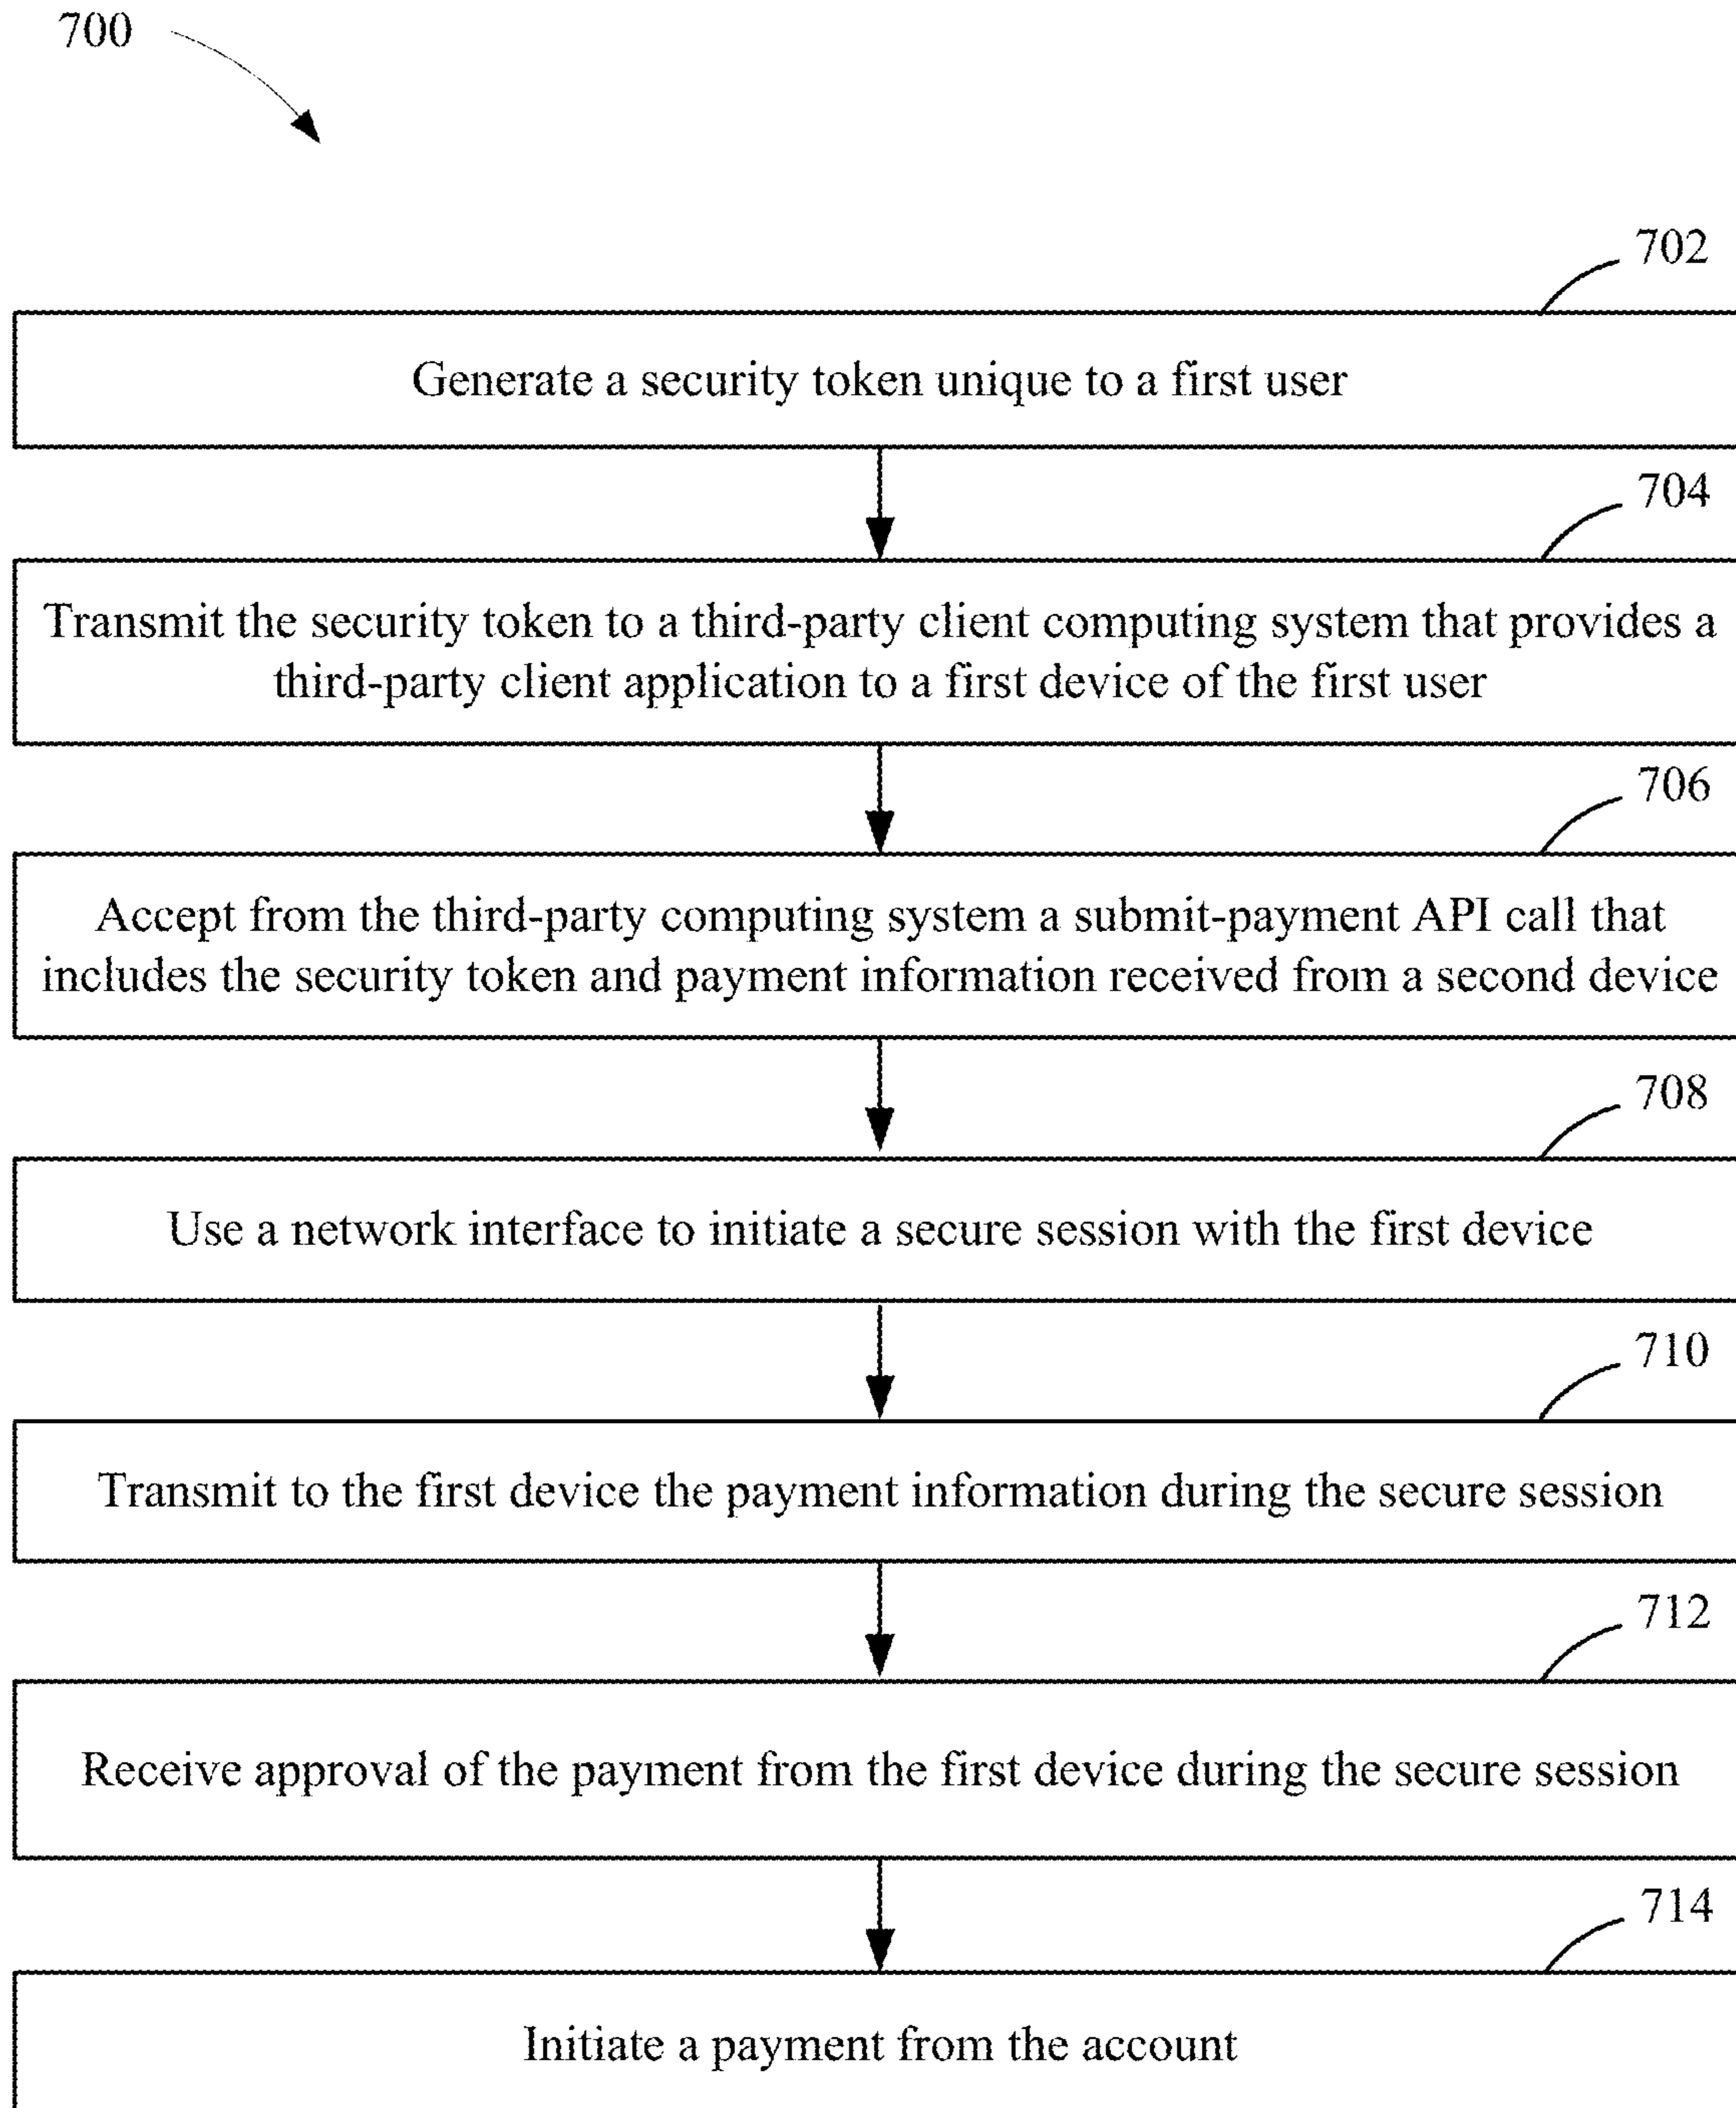 700
702
Generate a security token unique to a first user
704
Transmit the security token to a third-party client computing system that provides a
third-party client application to a first device of the first user
706
Accept from the third-party computing system a submit-payment API call that
includes the security token and payment information received from a second device
708
Use a network interface to initiate a secure session with the first device
710
Transmit to the first device the payment information during the secure session
712
Receive approval of the payment from the first device during the secure session
714
Initiate a payment from the account